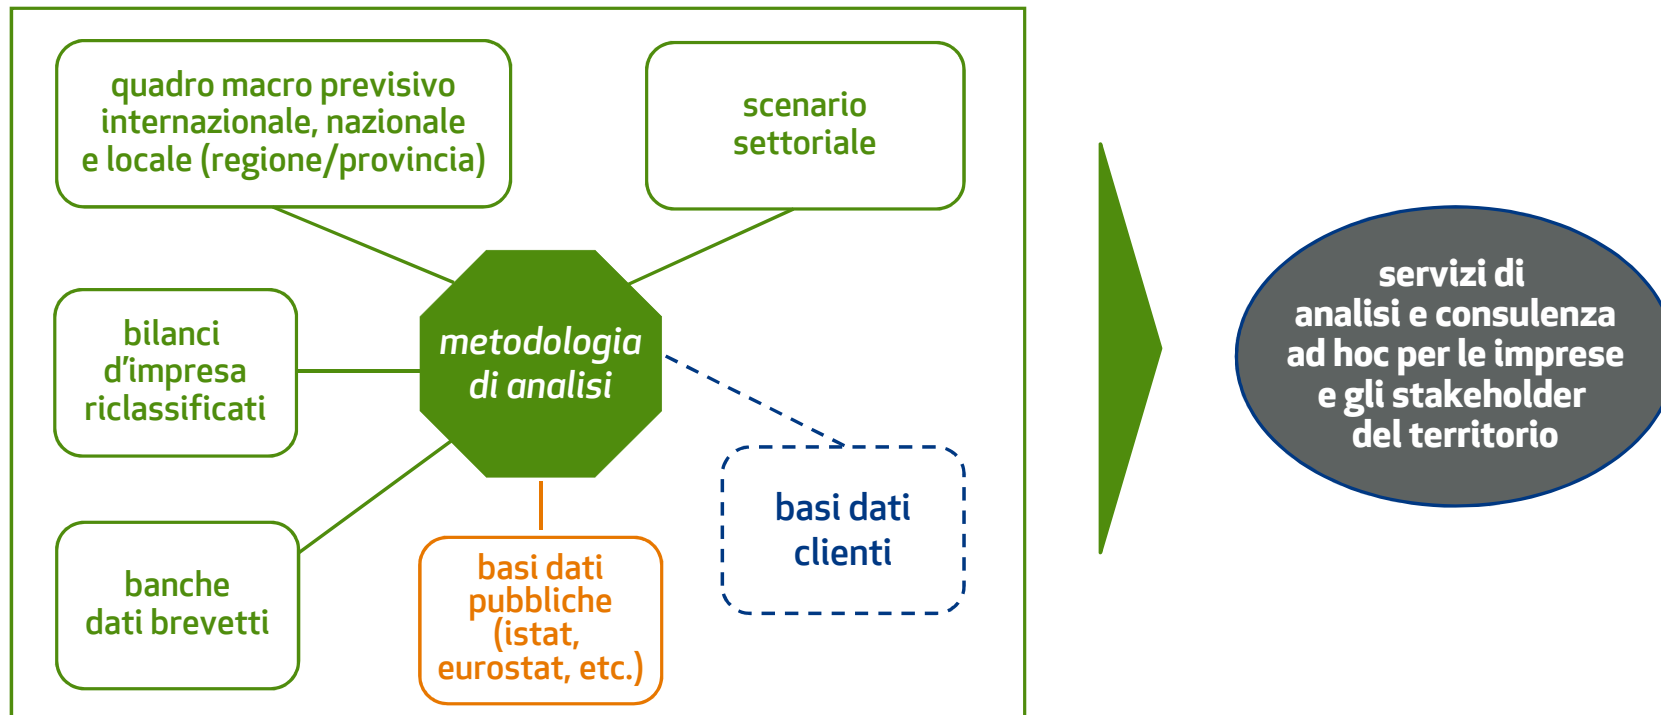 quadro macro previsivo
internazionale, nazionale
e locale (regione/provincia)
scenario
settoriale
bilanci
d'impresa
riclassificati
metodologia
di analisi
banche
dati brevetti
basi dati
pubbliche
(istat,
eurostat, etc.)
basi dati
clienti
servizi di
analisi e consulenza
ad hoc per le imprese
e gli stakeholder
del territorio